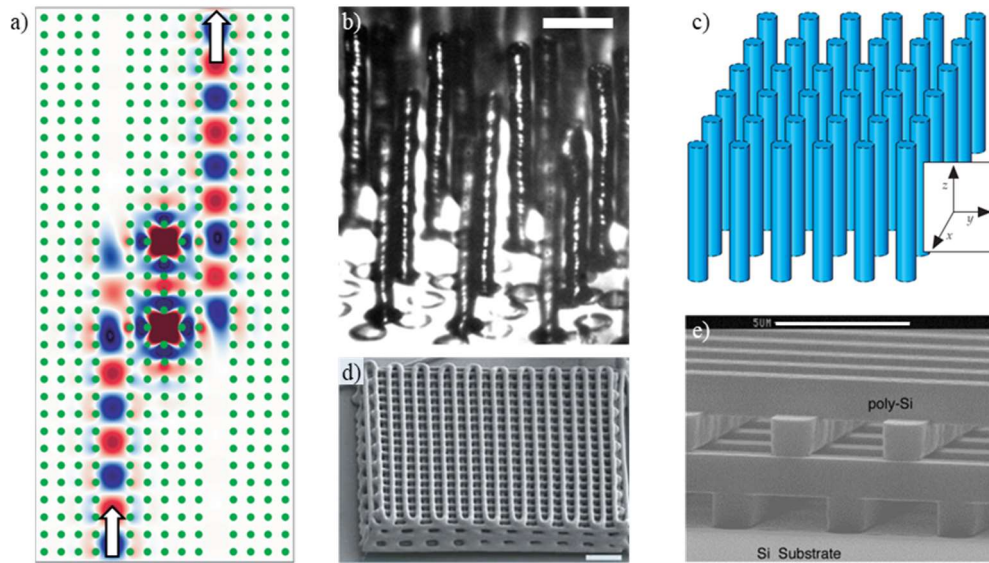 a)
b)
c)
z
y
x
d)
e)
5UM
poly-Si
Si Substrate